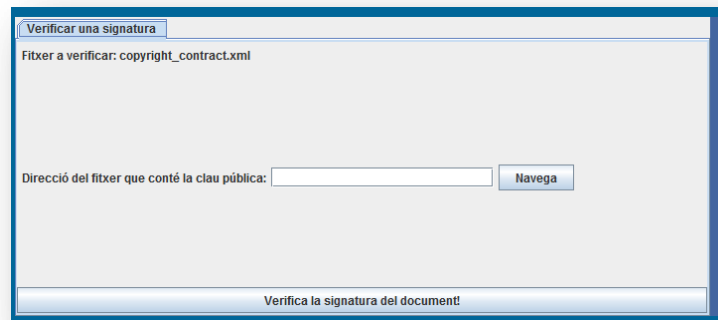 Verificar una signatura
Fitxer a verificar: copyright_contract.xml
Direcció del fitxer que conté la clau pública: Navega
Verifica la signatura del document!